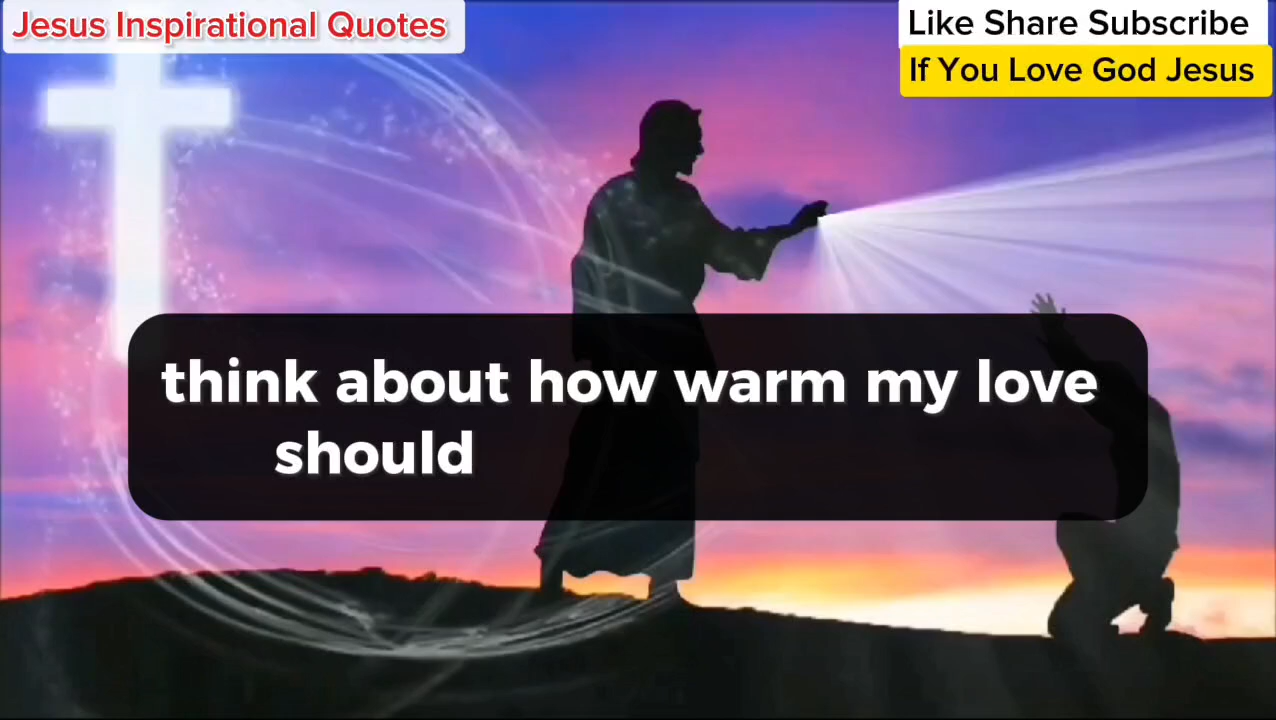 Jesus Inspirational Quotes
Like Share Subscribe
If You Love God Jesus
think about how warm my love
should